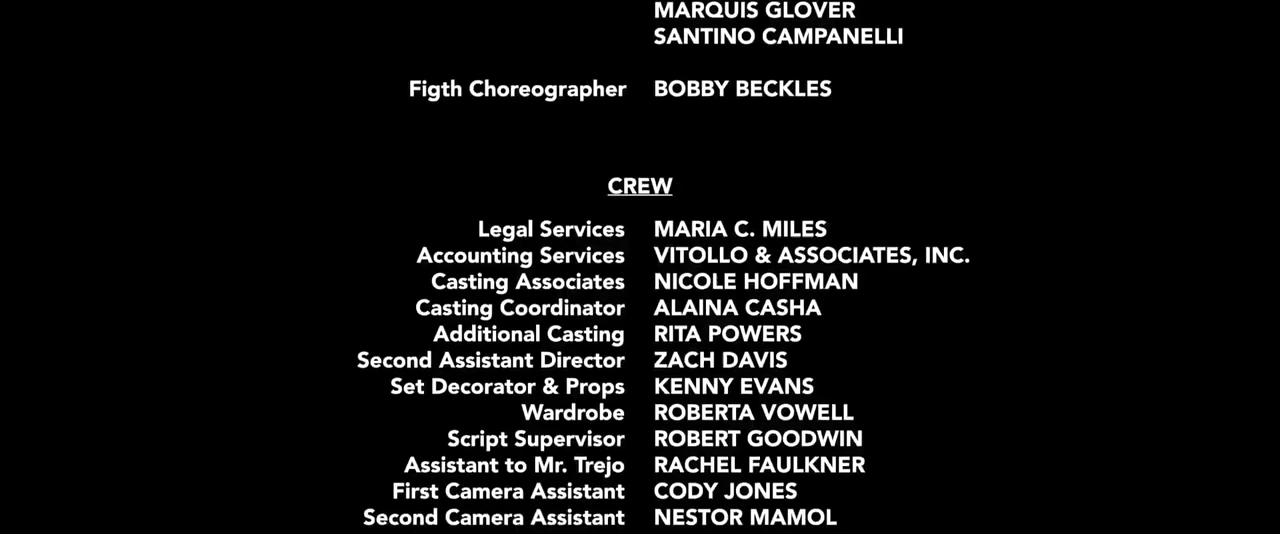 MARQUIS GLOVER
SANTINO CAMPANELLI
Figth Choreographer BOBBY BECKLES
CREW
Legal Services MARIA C. MILES
Accounting Services VITOLLO & ASSOCIATES, INC.
Casting Associates NICOLE HOFFMAN
Casting Coordinator ALAINA CASHA
Additional Casting RITA POWERS
Second Assistant Director ZACH DAVIS
Set Decorator & Props KENNY EVANS
Wardrobe ROBERTA VOWELL
Script Supervisor ROBERT GOODWIN
Assistant to Mr. Trejo RACHEL FAULKNER
First Camera Assistant CODY JONES
Second Camera Assistant NESTOR MAMOL